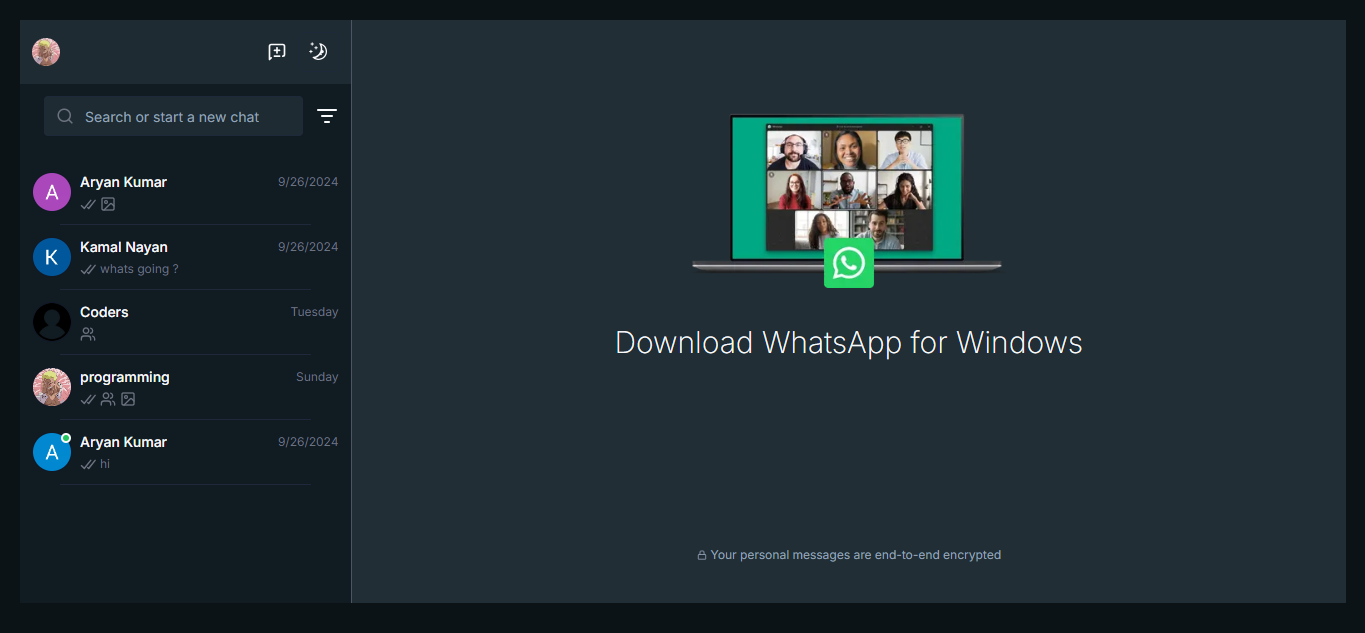 Search or start a new chat
A
Aryan Kumar
9/26/2024
K
Kamal Nayan
9/26/2024
whats going ?
Coders
Tuesday
programming
Sunday
A
Aryan Kumar
9/26/2024
hi
Download WhatsApp for Windows
Your personal messages are end-to-end encrypted